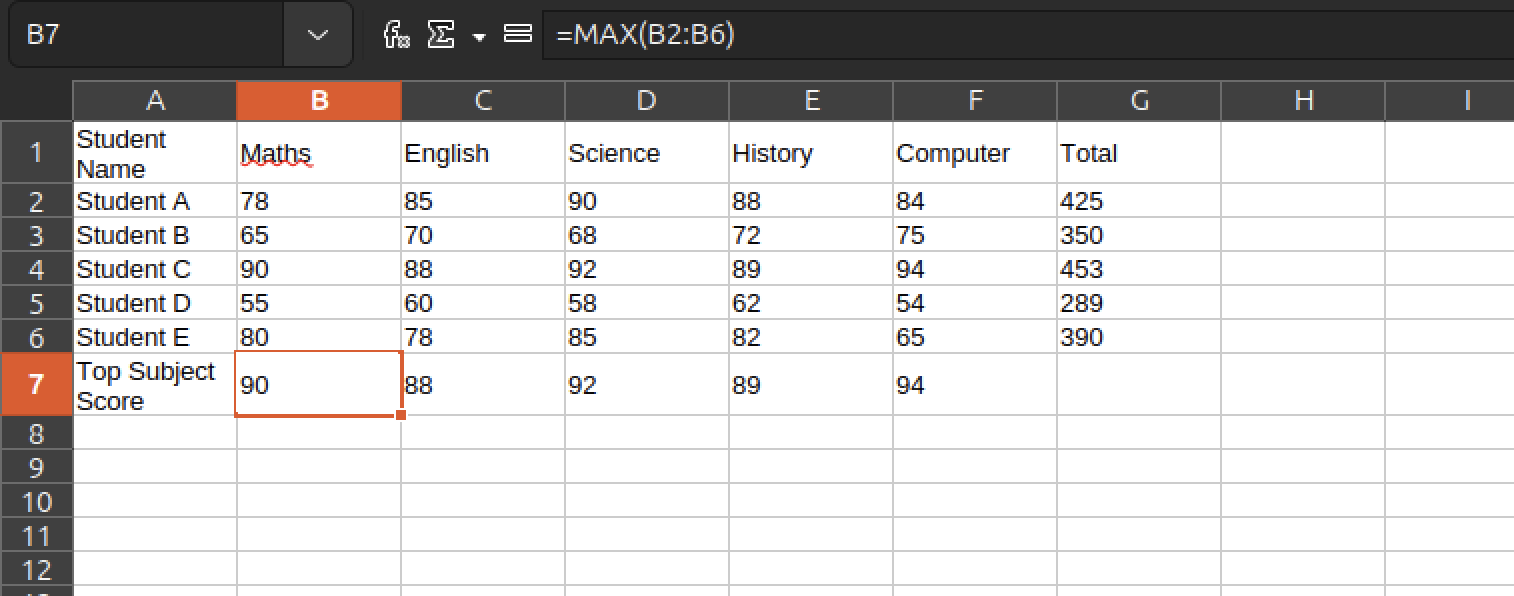 B7 =MAX(B2:B6)
A B C D E F G H I
1 Student Name Maths English Science History Computer Total
2 Student A 78 85 90 88 84 425
3 Student B 65 70 68 72 75 350
4 Student C 90 88 92 89 94 453
5 Student D 55 60 58 62 54 289
6 Student E 80 78 85 82 65 390
7 Top Subject Score 90 88 92 89 94
8
9
10
11
12